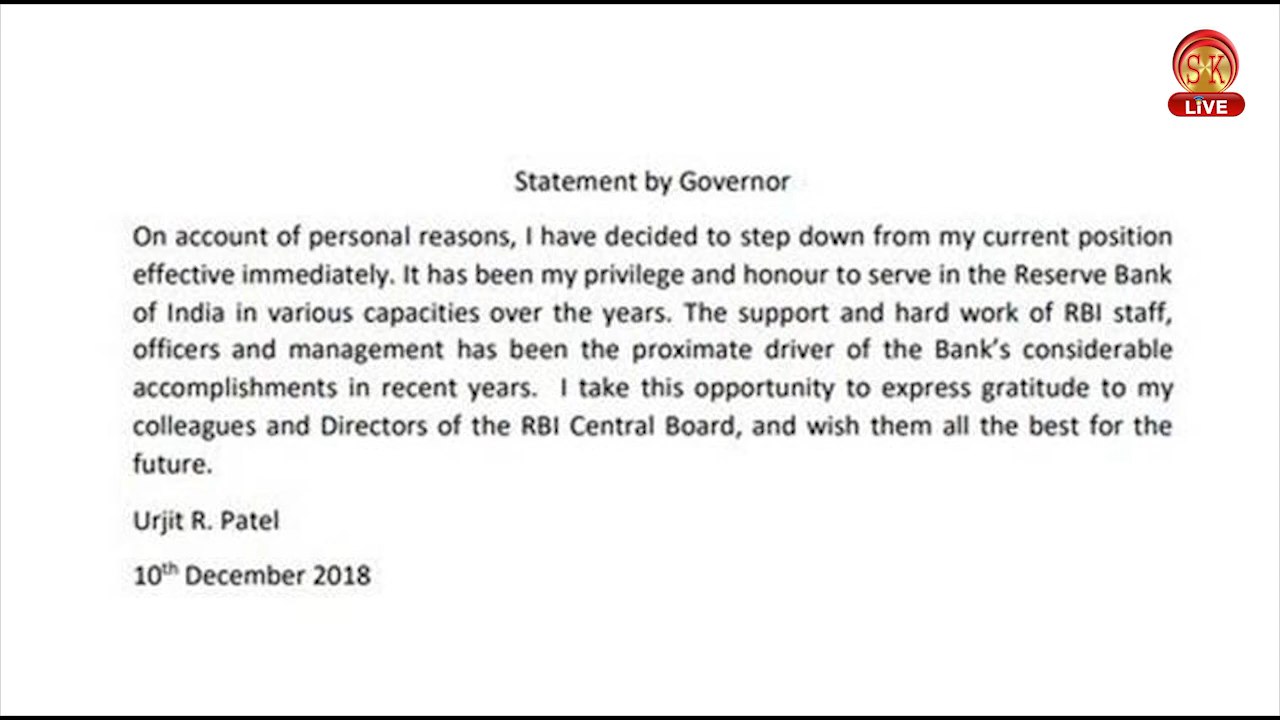 S K
LiVE
Statement by Governor
On account of personal reasons, I have decided to step down from my current position
effective immediately. It has been my privilege and honour to serve in the Reserve Bank
of India in various capacities over the years. The support and hard work of RBI staff,
officers and management has been the proximate driver of the Bank's considerable
accomplishments in recent years.  I take this opportunity to express gratitude to my
colleagues and Directors of the RBI Central Board, and wish them all the best for the
future.
Urjit R. Patel
10th December 2018